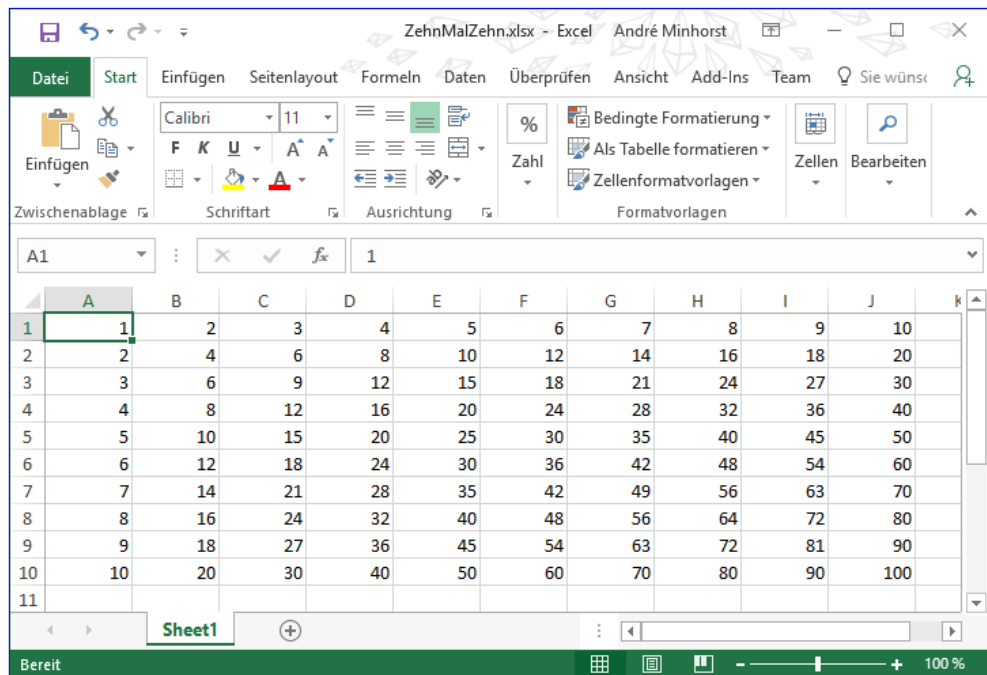 ZehnMalZehn.xlsx - Excel André Minhorst
Datei Start Einfügen Seitenlayout Formeln Daten Überprüfen Ansicht Add-Ins Team Sie wünsc
Calibri 11
%
Bedingte Formatierung
F K U A A
Als Tabelle formatieren
Einfügen Zahl Zellen Bearbeiten
A
Zellenformatvorlagen
Zwischenablage Schriftart Ausrichtung Formatvorlagen
A1 fx 1
A B C D E F G H I J K
1 1 2 3 4 5 6 7 8 9 10
2 2 4 6 8 10 12 14 16 18 20
3 3 6 9 12 15 18 21 24 27 30
4 4 8 12 16 20 24 28 32 36 40
5 5 10 15 20 25 30 35 40 45 50
6 6 12 18 24 30 36 42 48 54 60
7 7 14 21 28 35 42 49 56 63 70
8 8 16 24 32 40 48 56 64 72 80
9 9 18 27 36 45 54 63 72 81 90
10 10 20 30 40 50 60 70 80 90 100
11
Sheet1
Bereit 100 %